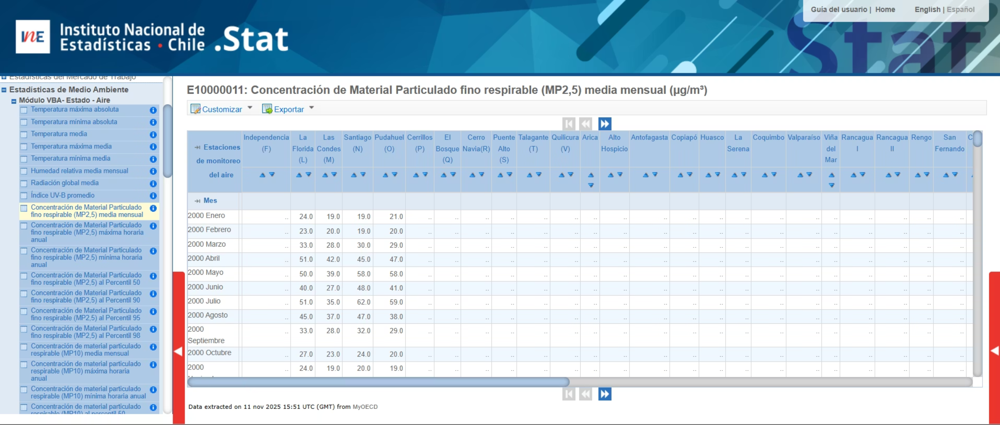 Guía del usuario | Home English | Español
INE
Instituto Nacional de
Estadísticas • Chile
.Stat
Stat
Estadísticas del Mercado de Trabajo
Estadísticas de Medio Ambiente
Módulo VBA- Estado - Aire
Temperatura máxima absoluta
Temperatura mínima absoluta
Temperatura media
Temperatura máxima media
Temperatura mínima media
Humedad relativa media mensual
Radiación global media
Índice UV-B promedio
Concentración de Material Particulado
fino respirable (MP2,5) media mensual
Concentración de Material Particulado
fino respirable (MP2,5) máxima horaria
anual
Concentración de Material Particulado
fino respirable (MP2,5) mínima horaria
anual
Concentración de Material Particulado
fino respirable (MP2,5) al Percentil 50
Concentración de Material Particulado
fino respirable (MP2,5) al Percentil 90
Concentración de Material Particulado
fino respirable (MP2,5) al Percentil 95
Concentración de Material Particulado
fino respirable (MP2,5) al Percentil 98
Concentración de material particulado
respirable (MP10) media mensual
Concentración de material particulado
respirable (MP10) máxima horaria
anual
Concentración de material particulado
respirable (MP10) mínima horaria anual
Concentración de material particulado
respirable (MP10) al percentil 50
E10000011: Concentración de Material Particulado fino respirable (MP2,5) media mensual (µg/m³)
Customizar Exportar
Estaciones
de monitoreo
del aire
Independencia
(F)
La
Florida
(L)
Las
Condes
(M)
Santiago
(N)
Pudahuel
(O)
Cerrillos
(P)
El
Bosque
(Q)
Cerro
Navia(R)
Puente
Alto
(S)
Talagante
(T)
Quilicura
(V)
Arica
Alto
Hospicio
Antofagasta
Copiapó
Huasco
La
Serena
Coquimbo
Valparaíso
Viña
del
Mar
Rancagua
I
Rancagua
II
Rengo
San
Fernando
C
Mes
2000 Enero .. 24.0 19.0 19.0 21.0 .. .. .. .. .. .. .. .. .. .. .. .. .. .. .. .. .. .. ..
2000 Febrero .. 23.0 20.0 19.0 20.0 .. .. .. .. .. .. .. .. .. .. .. .. .. .. .. .. .. .. ..
2000 Marzo .. 33.0 28.0 30.0 29.0 .. .. .. .. .. .. .. .. .. .. .. .. .. .. .. .. .. .. ..
2000 Abril .. 51.0 42.0 45.0 47.0 .. .. .. .. .. .. .. .. .. .. .. .. .. .. .. .. .. .. ..
2000 Mayo .. 50.0 39.0 58.0 58.0 .. .. .. .. .. .. .. .. .. .. .. .. .. .. .. .. .. .. ..
2000 Junio .. 40.0 27.0 48.0 41.0 .. .. .. .. .. .. .. .. .. .. .. .. .. .. .. .. .. .. ..
2000 Julio .. 51.0 35.0 62.0 59.0 .. .. .. .. .. .. .. .. .. .. .. .. .. .. .. .. .. .. ..
2000 Agosto .. 45.0 37.0 47.0 38.0 .. .. .. .. .. .. .. .. .. .. .. .. .. .. .. .. .. .. ..
2000
Septiembre .. 33.0 28.0 32.0 29.0 .. .. .. .. .. .. .. .. .. .. .. .. .. .. .. .. .. .. ..
2000 Octubre .. 27.0 23.0 24.0 20.0 .. .. .. .. .. .. .. .. .. .. .. .. .. .. .. .. .. .. ..
2000 .. 24.0 19.0 20.0 19.0 .. .. .. .. .. .. .. .. .. .. .. .. .. .. .. .. .. .. ..
Data extracted on 11 nov 2025 15:51 UTC (GMT) from MyOECD